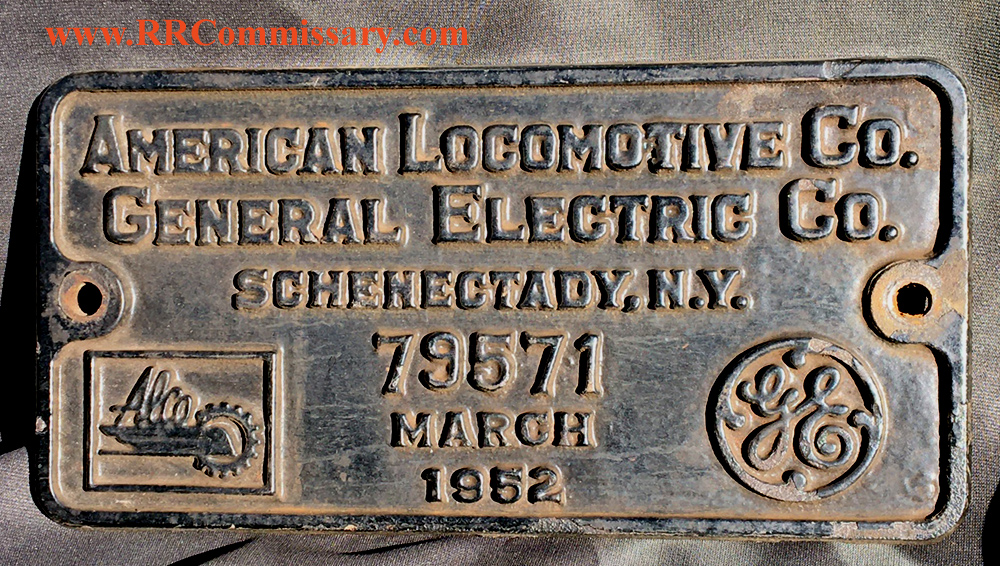 www.RRCommissary.com
AMERICAN LOCOMOTIVE CO.
GENERAL ELECTRIC CO.
SCHENECTADY, N.Y.
79571
MARCH
1952
Alco
GE